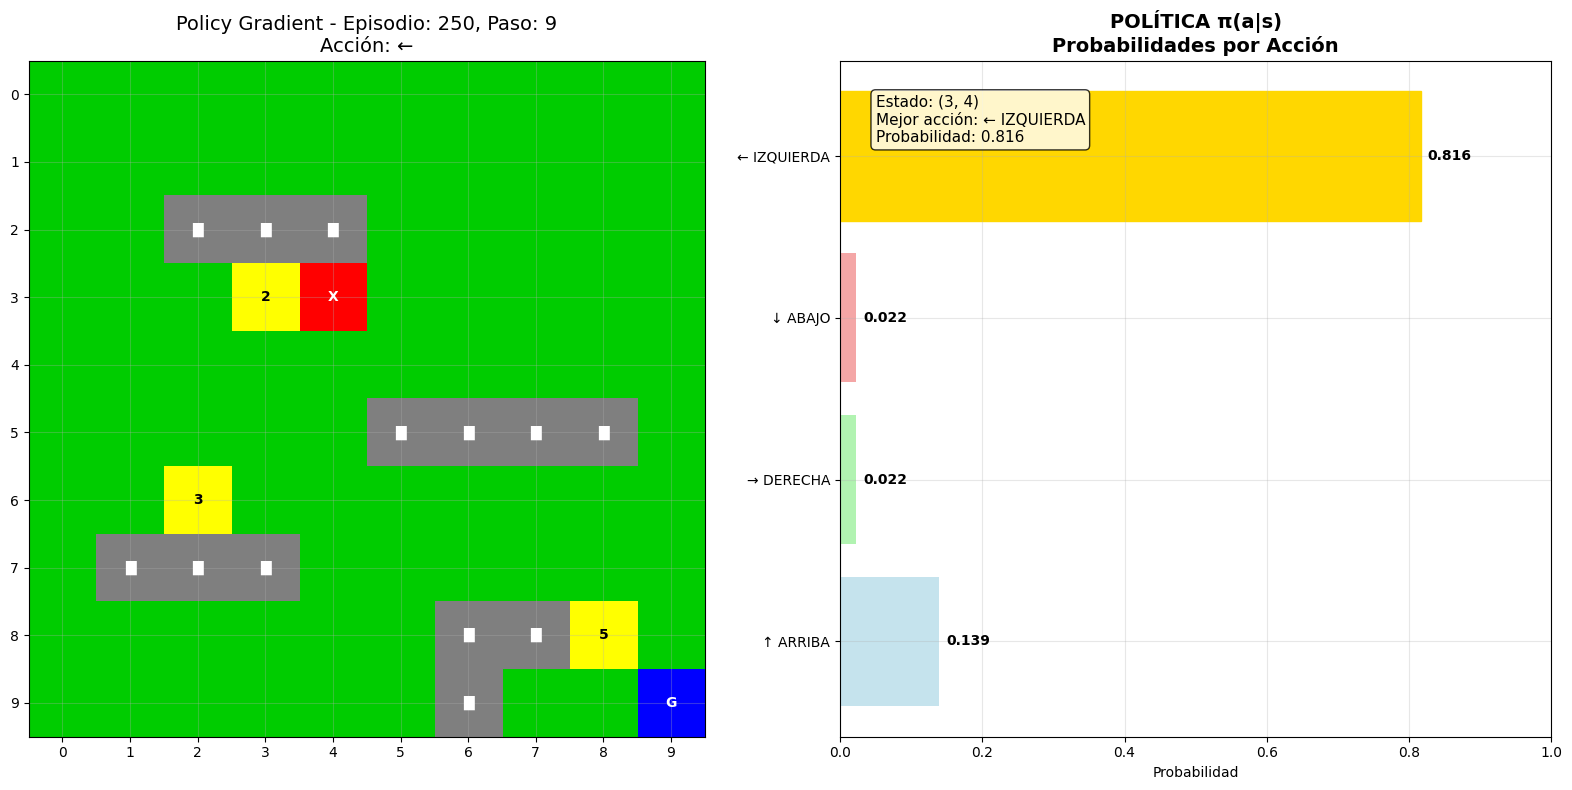 Policy Gradient - Episodio: 250, Paso: 9
Acción: ←
0
1
2
3
4
5
6
7
8
9
2
X
3
5
G
0 1 2 3 4 5 6 7 8 9
POLÍTICA π(a|s)
Probabilidades por Acción
Estado: (3, 4)
Mejor acción: ← IZQUIERDA
Probabilidad: 0.816
← IZQUIERDA 0.816
↓ ABAJO 0.022
→ DERECHA 0.022
↑ ARRIBA 0.139
0.0 0.2 0.4 0.6 0.8 1.0
Probabilidad